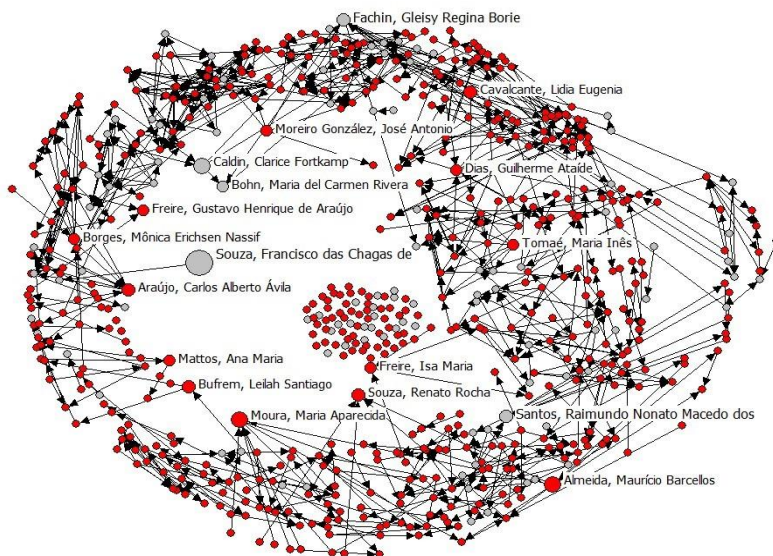 Fachin, Gleisy Regina Borie
Cavalcante, Lidia Eugenia
Moreiro González, José Antonio
Caldin, Clarice Fortkamp
Dias, Guilherme Ataíde
Bohn, Maria del Carmen Rivera
Freire, Gustavo Henrique de Araújo
Borges, Mônica Erichsen Nassif
Tomaé, Maria Inês
Souza, Francisco das Chagas de
Araújo, Carlos Alberto Ávila
Mattos, Ana Maria
Freire, Isa Maria
Bufrem, Leilah Santiago
Souza, Renato Rocha
Moura, Maria Aparecida
Santos, Raimundo Nonato Macedo dos
Almeida, Maurício Barcellos